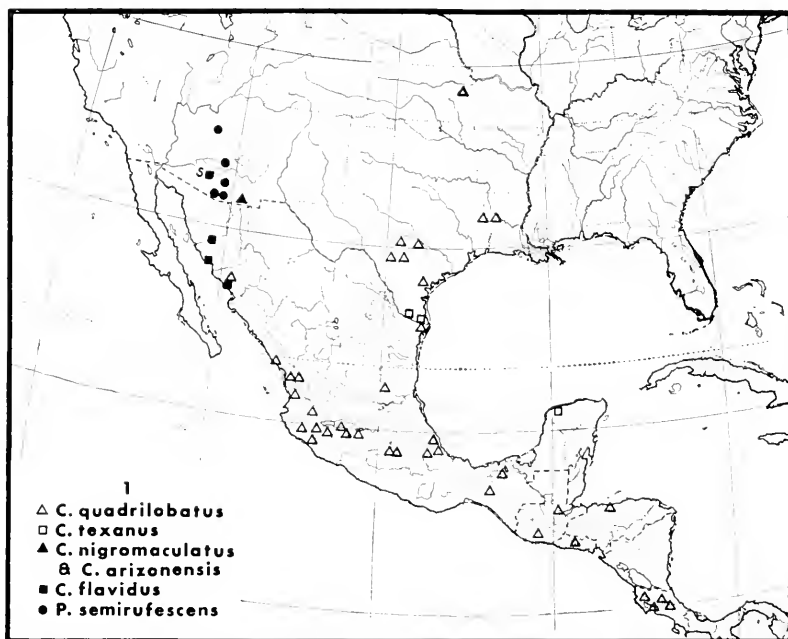 S
1
△ C. quadrilobatus
□ C. texanus
▲ C. nigromaculatus
& C. arizonensis
■ C. flavidus
● P. semirufescens